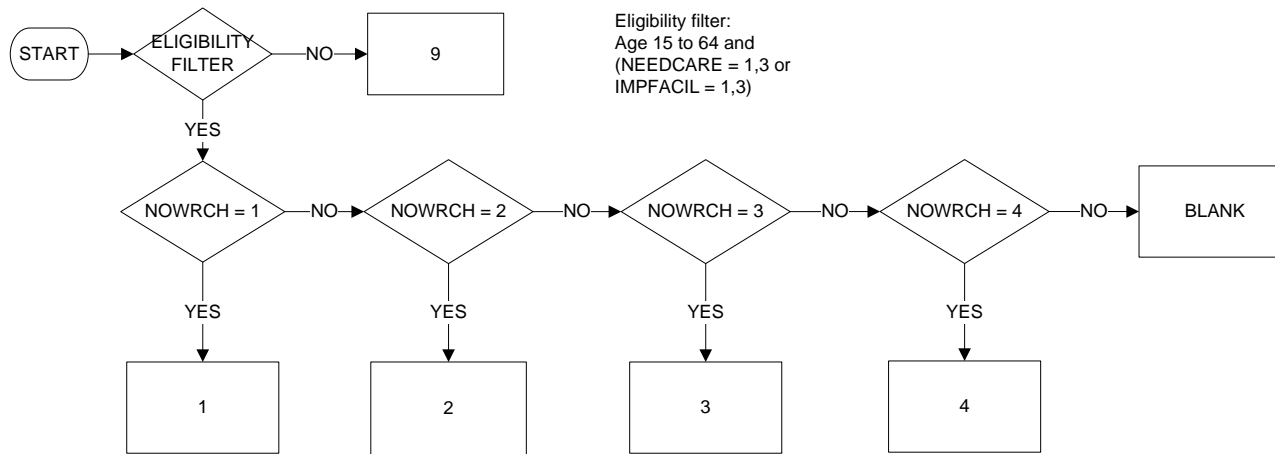 START
ELIGIBILITY
FILTER
NO
9
Eligibility filter:
Age 15 to 64 and
(NEEDCARE = 1,3 or
IMPFACIL = 1,3)
YES
NOWRCH = 1
NO
NOWRCH = 2
NO
NOWRCH = 3
NO
NOWRCH = 4
NO
BLANK
YES
YES
YES
YES
1
2
3
4